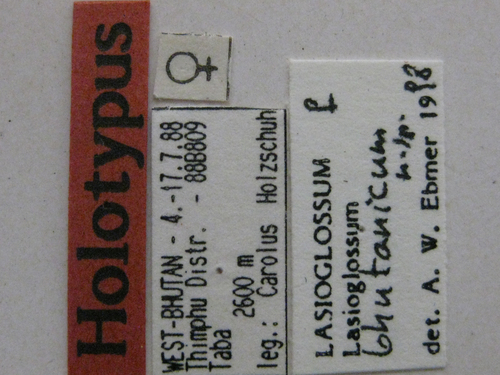 Holotypus
♀
WEST-BHUTAN - 4.-17.7.88
Thimphu Distr. - 88B809
Taba 2600 m
leg.: Carolus Holzschuh
♀
LASIOGLOSSUM
Lasioglossum
bhutanicum
n. sp.
det. A. W. Ebmer 1998